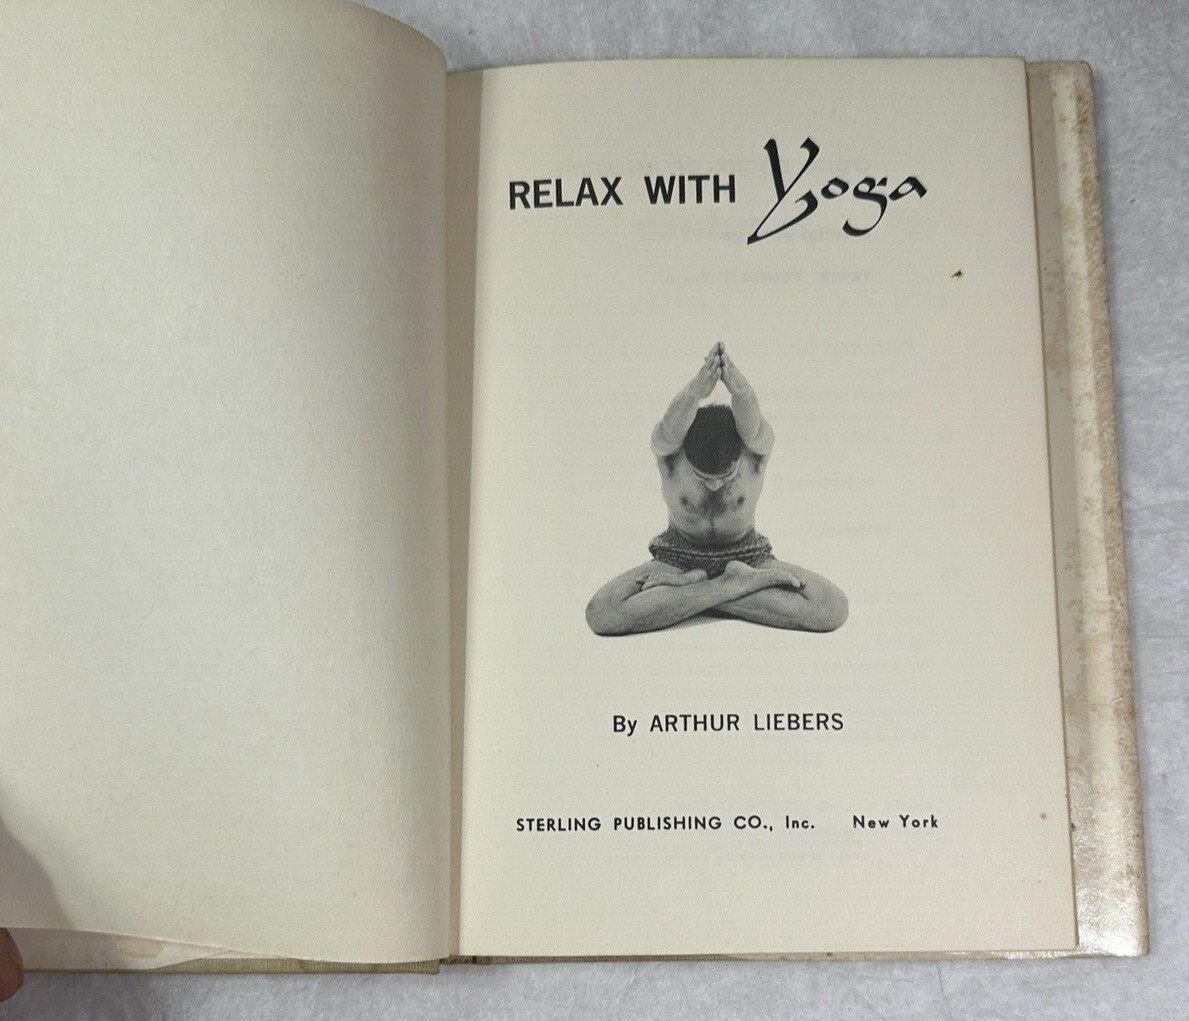 RELAX WITH Yoga
By ARTHUR LIEBERS
STERLING PUBLISHING CO., Inc. New York